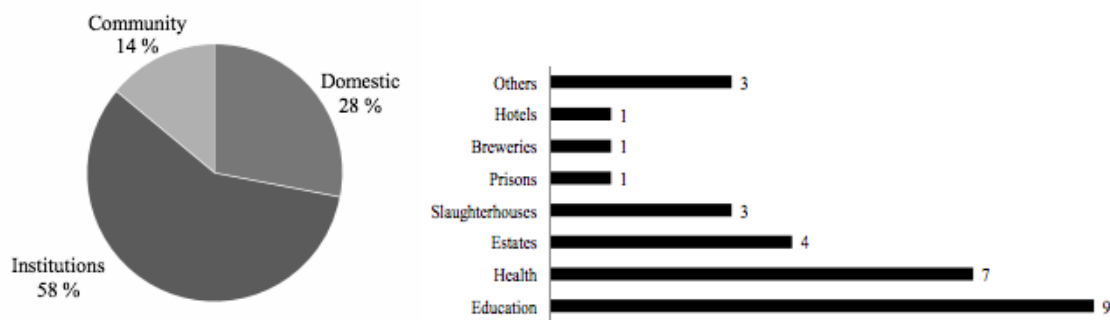 Community
14 %
Domestic
28 %
Institutions
58 %
Others 3
Hotels 1
Breweries 1
Prisons 1
Slaughterhouses 3
Estates 4
Health 7
Education 9